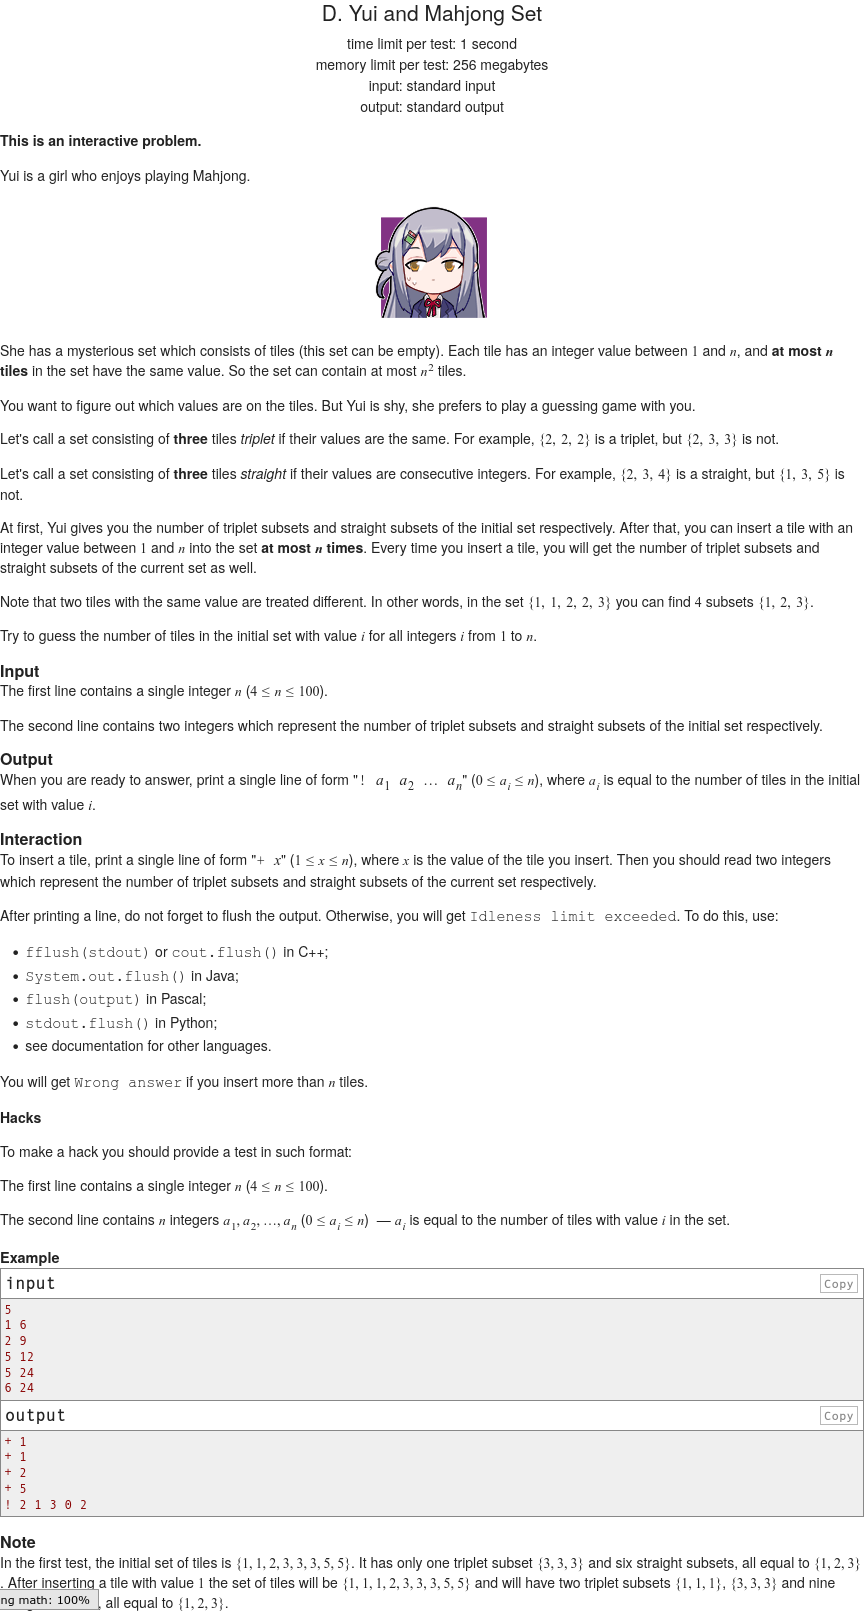 D. Yui and Mahjong Set
time limit per test: 1 second
memory limit per test: 256 megabytes
input: standard input
output: standard output
This is an interactive problem.
Yui is a girl who enjoys playing Mahjong.
She has a mysterious set which consists of tiles (this set can be empty). Each tile has an integer value between 1 and n, and at most n
tiles in the set have the same value. So the set can contain at most n² tiles.
You want to figure out which values are on the tiles. But Yui is shy, she prefers to play a guessing game with you.
Let's call a set consisting of three tiles triplet if their values are the same. For example, {2, 2, 2} is a triplet, but {2, 3, 3} is not.
Let's call a set consisting of three tiles straight if their values are consecutive integers. For example, {2, 3, 4} is a straight, but {1, 3, 5} is
not.
At first, Yui gives you the number of triplet subsets and straight subsets of the initial set respectively. After that, you can insert a tile with an
integer value between 1 and n into the set at most n times. Every time you insert a tile, you will get the number of triplet subsets and
straight subsets of the current set as well.
Note that two tiles with the same value are treated different. In other words, in the set {1, 1, 2, 2, 3} you can find 4 subsets {1, 2, 3}.
Try to guess the number of tiles in the initial set with value i for all integers i from 1 to n.
Input
The first line contains a single integer n (4 ≤ n ≤ 100).
The second line contains two integers which represent the number of triplet subsets and straight subsets of the initial set respectively.
Output
When you are ready to answer, print a single line of form "! a₁ a₂ … aₙ" (0 ≤ aᵢ ≤ n), where aᵢ is equal to the number of tiles in the initial
set with value i.
Interaction
To insert a tile, print a single line of form "+ x" (1 ≤ x ≤ n), where x is the value of the tile you insert. Then you should read two integers
which represent the number of triplet subsets and straight subsets of the current set respectively.
After printing a line, do not forget to flush the output. Otherwise, you will get Idleness limit exceeded. To do this, use:
• fflush(stdout) or cout.flush() in C++;
• System.out.flush() in Java;
• flush(output) in Pascal;
• stdout.flush() in Python;
• see documentation for other languages.
You will get Wrong answer if you insert more than n tiles.
Hacks
To make a hack you should provide a test in such format:
The first line contains a single integer n (4 ≤ n ≤ 100).
The second line contains n integers a₁, a₂, …, aₙ (0 ≤ aᵢ ≤ n) — aᵢ is equal to the number of tiles with value i in the set.
Example
input Copy
5
1 6
2 9
5 12
5 24
6 24
output Copy
+ 1
+ 1
+ 2
+ 5
! 2 1 3 0 2
Note
In the first test, the initial set of tiles is {1, 1, 2, 3, 3, 3, 5, 5}. It has only one triplet subset {3, 3, 3} and six straight subsets, all equal to {1, 2, 3}
. After inserting a tile with value 1 the set of tiles will be {1, 1, 1, 2, 3, 3, 3, 5, 5} and will have two triplet subsets {1, 1, 1}, {3, 3, 3} and nine
ng math: 100% , all equal to {1, 2, 3}.